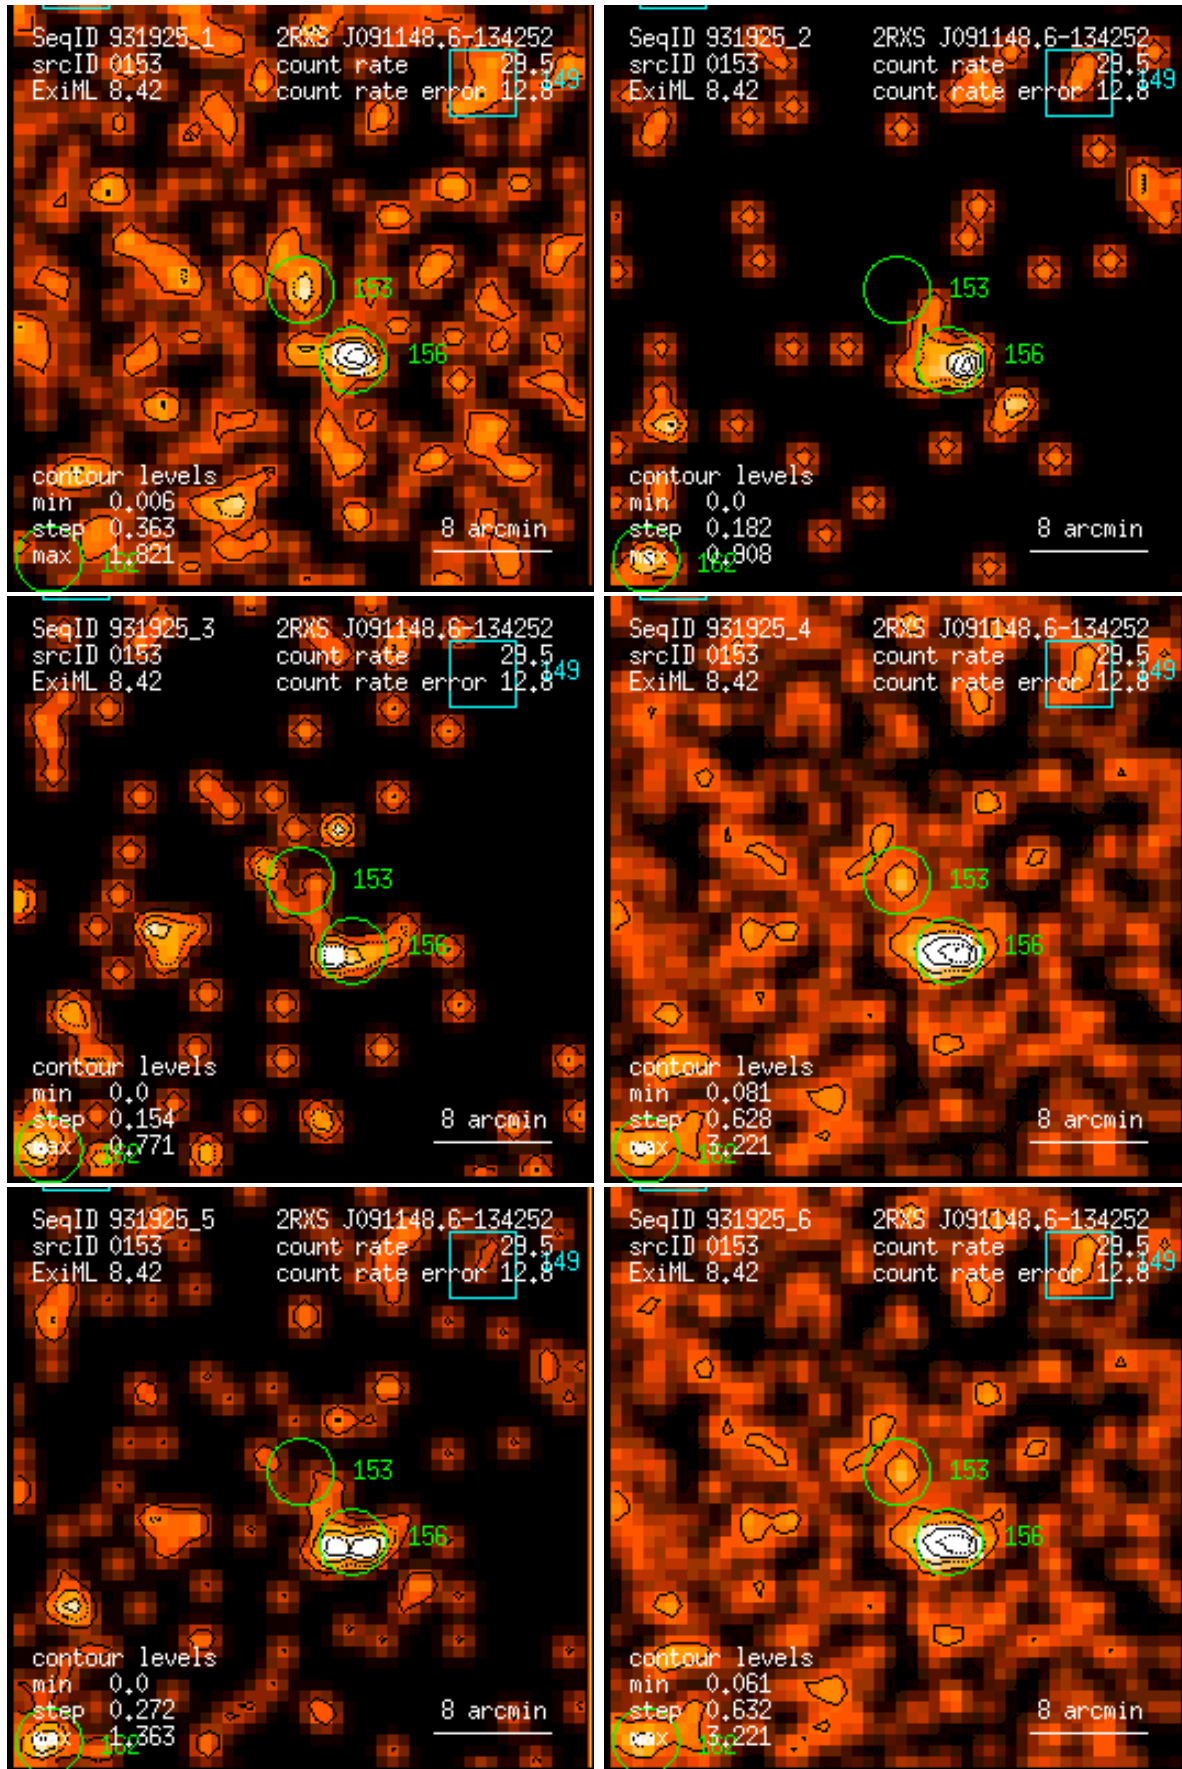 SeqID 931925_1 2RXS J091148.6-134252
srcID 0153 count rate 29.5
149
ExiML 8.42 count rate error 12.8
153
156
contour levels
min 0.006
step 0.363 8 arcmin
max 1.821
162
SeqID 931925_2 2RXS J091148.6-134252
srcID 0153 count rate 29.5
149
ExiML 8.42 count rate error 12.8
153
156
contour levels
min 0.0
step 0.182 8 arcmin
max 0.908
162
SeqID 931925_3 2RXS J091148.6-134252
srcID 0153 count rate 29.5
149
ExiML 8.42 count rate error 12.8
153
156
contour levels
min 0.0
step 0.154 8 arcmin
max 0.771
162
SeqID 931925_4 2RXS J091148.6-134252
srcID 0153 count rate 29.5
149
ExiML 8.42 count rate error 12.8
153
156
contour levels
min 0.081
step 0.628 8 arcmin
max 3.221
162
SeqID 931925_5 2RXS J091148.6-134252
srcID 0153 count rate 29.5
149
ExiML 8.42 count rate error 12.8
153
156
contour levels
min 0.0
step 0.272 8 arcmin
max 1.363
162
SeqID 931925_6 2RXS J091148.6-134252
srcID 0153 count rate 29.5
149
ExiML 8.42 count rate error 12.8
153
156
contour levels
min 0.061
step 0.632 8 arcmin
max 3.221
162